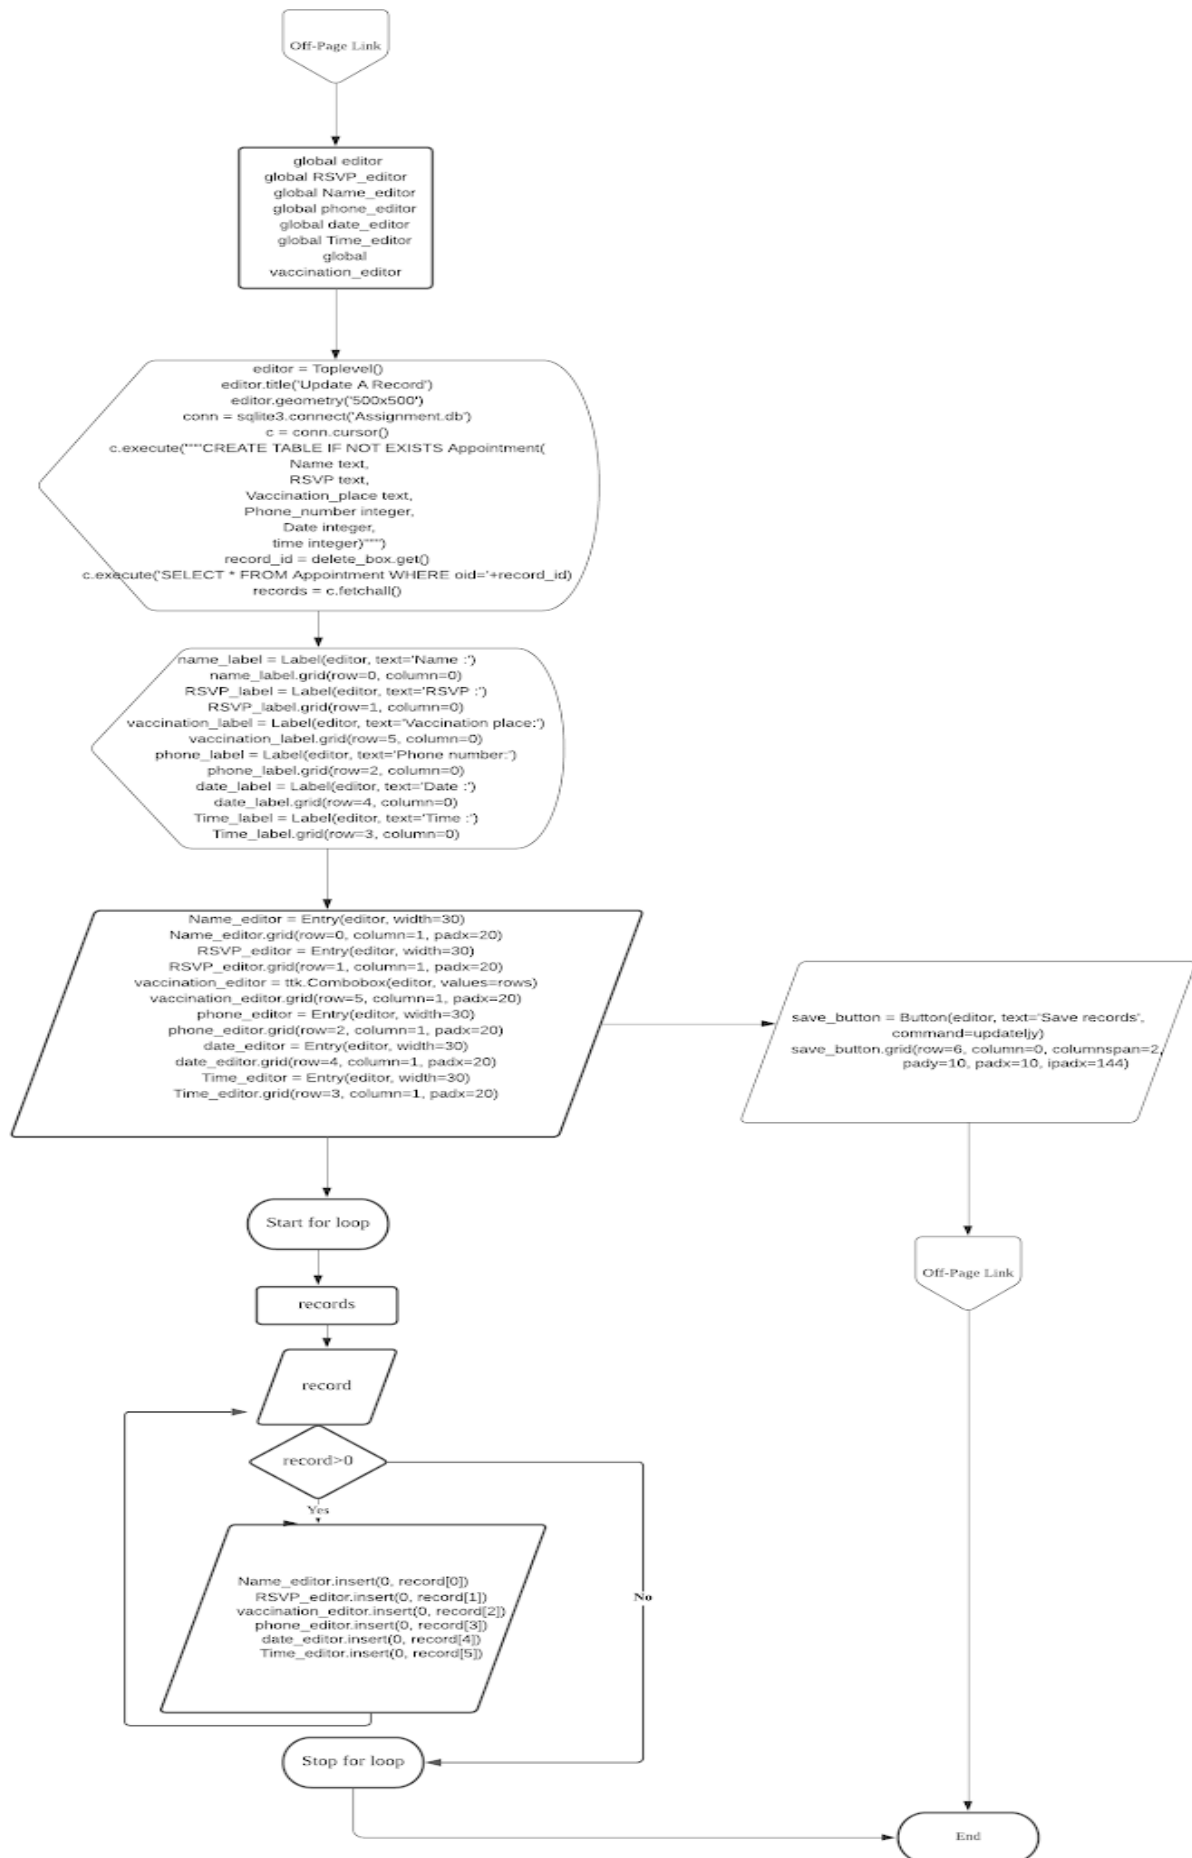 Off-Page Link
global editor
global RSVP_editor
global Name_editor
global phone_editor
global date_editor
global Time_editor
global
vaccination_editor
editor = Toplevel()
editor.title('Update A Record')
editor.geometry('500x500')
conn = sqlite3.connect('Assignment.db')
c = conn.cursor()
c.execute("""CREATE TABLE IF NOT EXISTS Appointment(
Name text,
RSVP text,
Vaccination_place text,
Phone_number integer,
Date integer,
time integer)""")
record_id = delete_box.get()
c.execute('SELECT * FROM Appointment WHERE oid='+record_id)
records = c.fetchall()
name_label = Label(editor, text='Name :')
name_label.grid(row=0, column=0)
RSVP_label = Label(editor, text='RSVP :')
RSVP_label.grid(row=1, column=0)
vaccination_label = Label(editor, text='Vaccination place:')
vaccination_label.grid(row=5, column=0)
phone_label = Label(editor, text='Phone number:')
phone_label.grid(row=2, column=0)
date_label = Label(editor, text='Date :')
date_label.grid(row=4, column=0)
Time_label = Label(editor, text='Time :')
Time_label.grid(row=3, column=0)
Name_editor = Entry(editor, width=30)
Name_editor.grid(row=0, column=1, padx=20)
RSVP_editor = Entry(editor, width=30)
RSVP_editor.grid(row=1, column=1, padx=20)
vaccination_editor = ttk.Combobox(editor, values=rows)
vaccination_editor.grid(row=5, column=1, padx=20)
phone_editor = Entry(editor, width=30)
phone_editor.grid(row=2, column=1, padx=20)
date_editor = Entry(editor, width=30)
date_editor.grid(row=4, column=1, padx=20)
Time_editor = Entry(editor, width=30)
Time_editor.grid(row=3, column=1, padx=20)
save_button = Button(editor, text='Save records',
command=updateljy)
save_button.grid(row=6, column=0, columnspan=2,
pady=10, padx=10, ipadx=144)
Start for loop
Off-Page Link
records
record
record>0
Yes
Name_editor.insert(0, record[0])
RSVP_editor.insert(0, record[1])
vaccination_editor.insert(0, record[2])
phone_editor.insert(0, record[3])
date_editor.insert(0, record[4])
Time_editor.insert(0, record[5])
No
Stop for loop
End